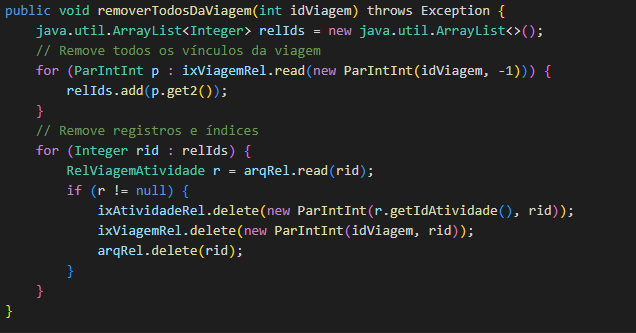 public void removerTodosDaViagem(int idViagem) throws Exception {
    java.util.ArrayList<Integer> relIds = new java.util.ArrayList<>();
    // Remove todos os vínculos da viagem
    for (ParIntInt p : ixViagemRel.read(new ParIntInt(idViagem, -1))) {
        relIds.add(p.get2());
    }
    // Remove registros e índices
    for (Integer rid : relIds) {
        RelViagemAtividade r = arqRel.read(rid);
        if (r != null) {
            ixAtividadeRel.delete(new ParIntInt(r.getIdAtividade(), rid));
            ixViagemRel.delete(new ParIntInt(idViagem, rid));
            arqRel.delete(rid);
        }
    }
}